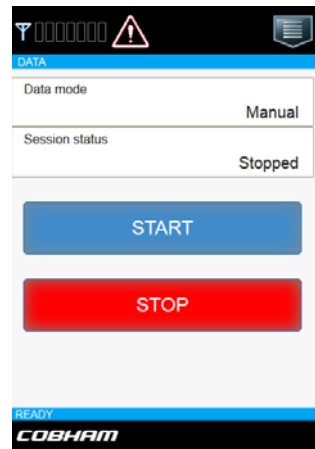 DATA
Data mode
Manual
Session status
Stopped
START
STOP
READY
COBHAM